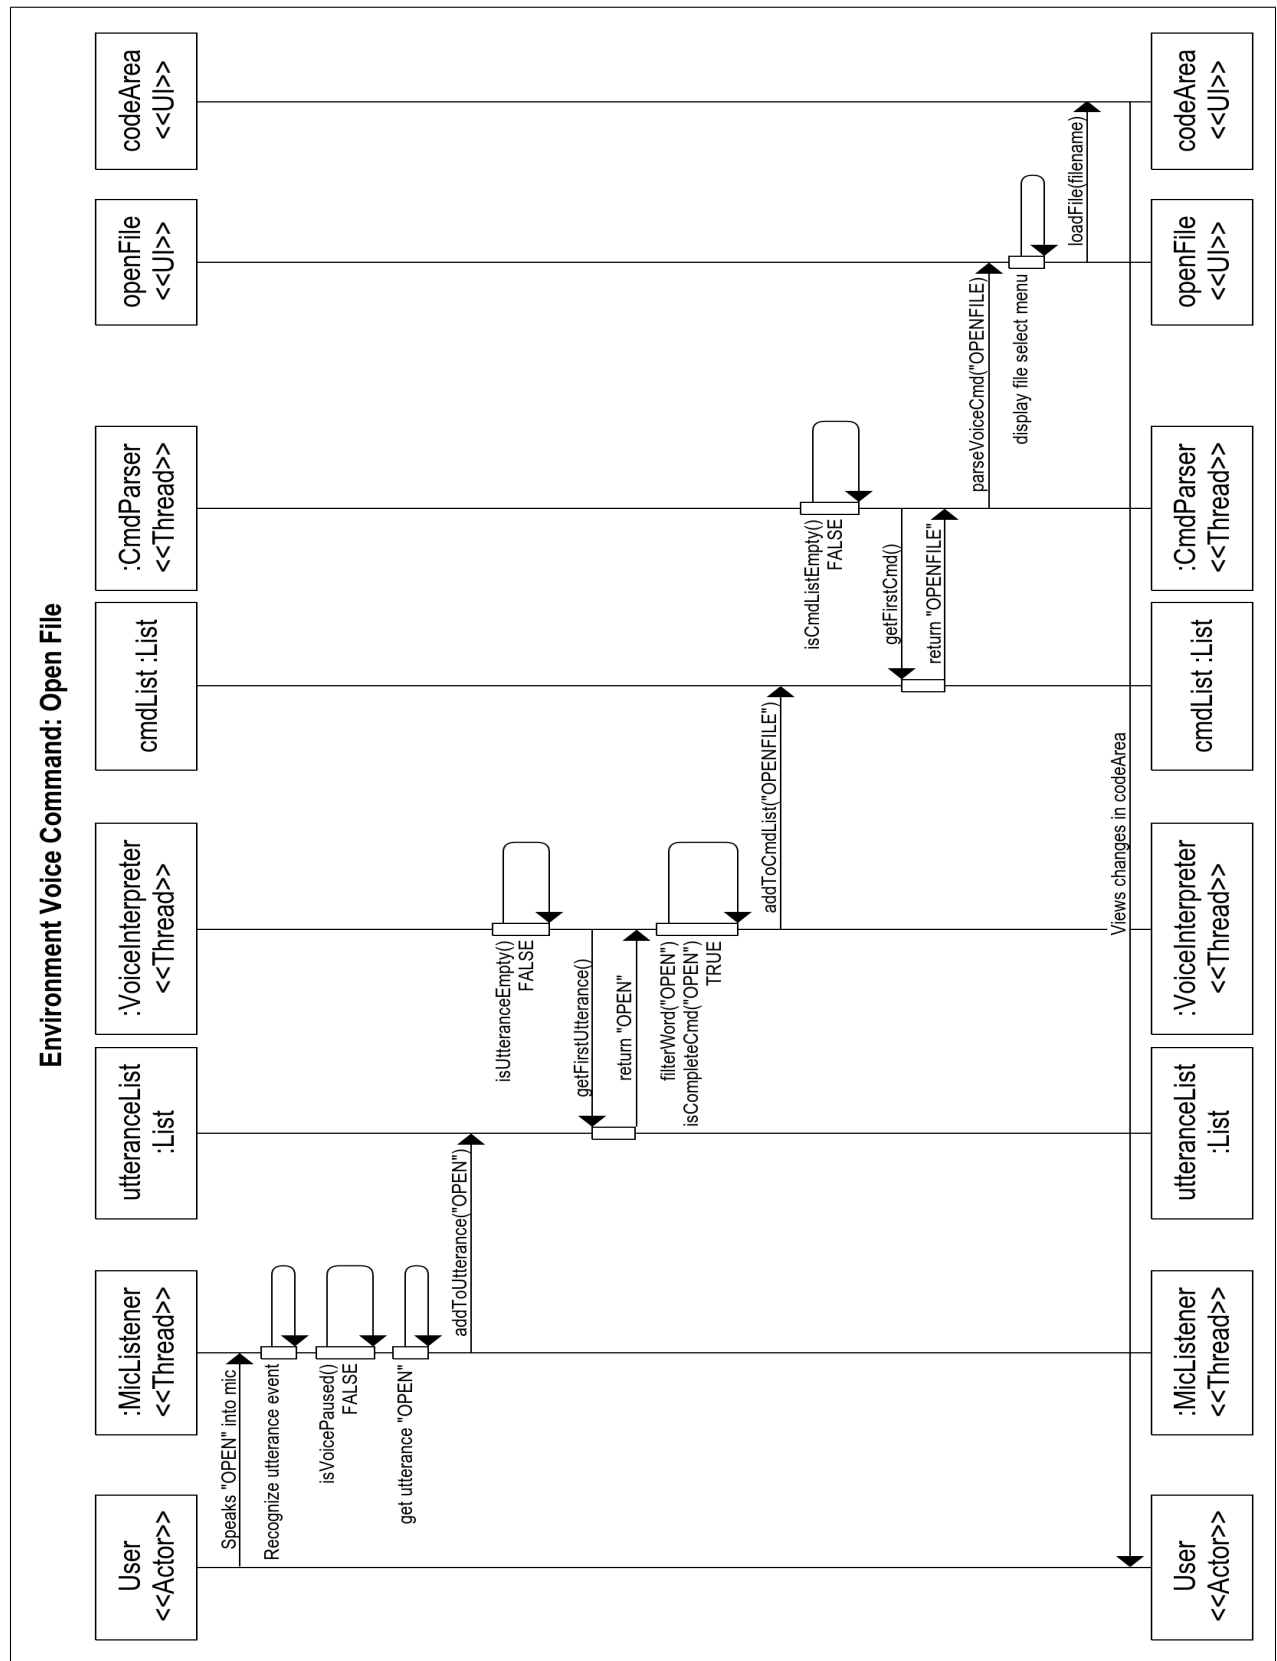 Environment Voice Command: Open File
User
<<Actor>>
:MicListener
<<Thread>>
utteranceList
:List
:VoiceInterpreter
<<Thread>>
cmdList :List
:CmdParser
<<Thread>>
openFile
<<UI>>
codeArea
<<UI>>
Speaks "OPEN" into mic
Recognize utterance event
isVoicePaused()
FALSE
get utterance "OPEN"
addToUtterance("OPEN")
isUtteranceEmpty()
FALSE
getFirstUtterance()
return "OPEN"
filterWord("OPEN")
isCompleteCmd("OPEN")
TRUE
addToCmdList("OPENFILE")
isCmdListEmpty()
FALSE
getFirstCmd()
return "OPENFILE"
parseVoiceCmd("OPENFILE)
display file select menu
loadFile(filename)
Views changes in codeArea
User
<<Actor>>
:MicListener
<<Thread>>
utteranceList
:List
:VoiceInterpreter
<<Thread>>
cmdList :List
:CmdParser
<<Thread>>
openFile
<<UI>>
codeArea
<<UI>>